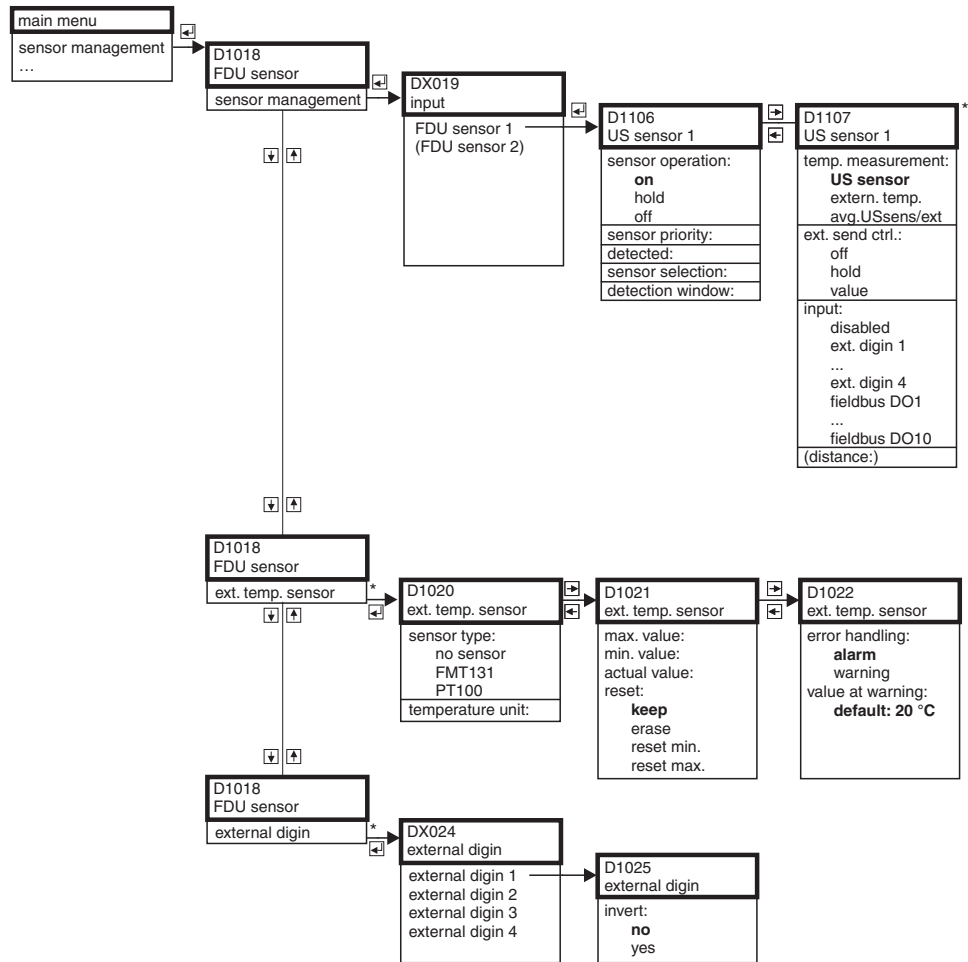 main menu
sensor management
…
D1018
FDU sensor
sensor management
DX019
input
FDU sensor 1
(FDU sensor 2)
D1106
US sensor 1
sensor operation:
on
hold
off
sensor priority:
detected:
sensor selection:
detection window:
*
D1107
US sensor 1
temp. measurement:
US sensor
extern. temp.
avg.USsens/ext
ext. send ctrl.:
off
hold
value
input:
disabled
ext. digin 1
...
ext. digin 4
fieldbus DO1
...
fieldbus DO10
(distance:)
D1018
FDU sensor
ext. temp. sensor
*
D1020
ext. temp. sensor
sensor type:
no sensor
FMT131
PT100
temperature unit:
D1021
ext. temp. sensor
max. value:
min. value:
actual value:
reset:
keep
erase
reset min.
reset max.
D1022
ext. temp. sensor
error handling:
alarm
warning
value at warning:
default: 20 °C
D1018
FDU sensor
external digin
*
DX024
external digin
external digin 1
external digin 2
external digin 3
external digin 4
D1025
external digin
invert:
no
yes